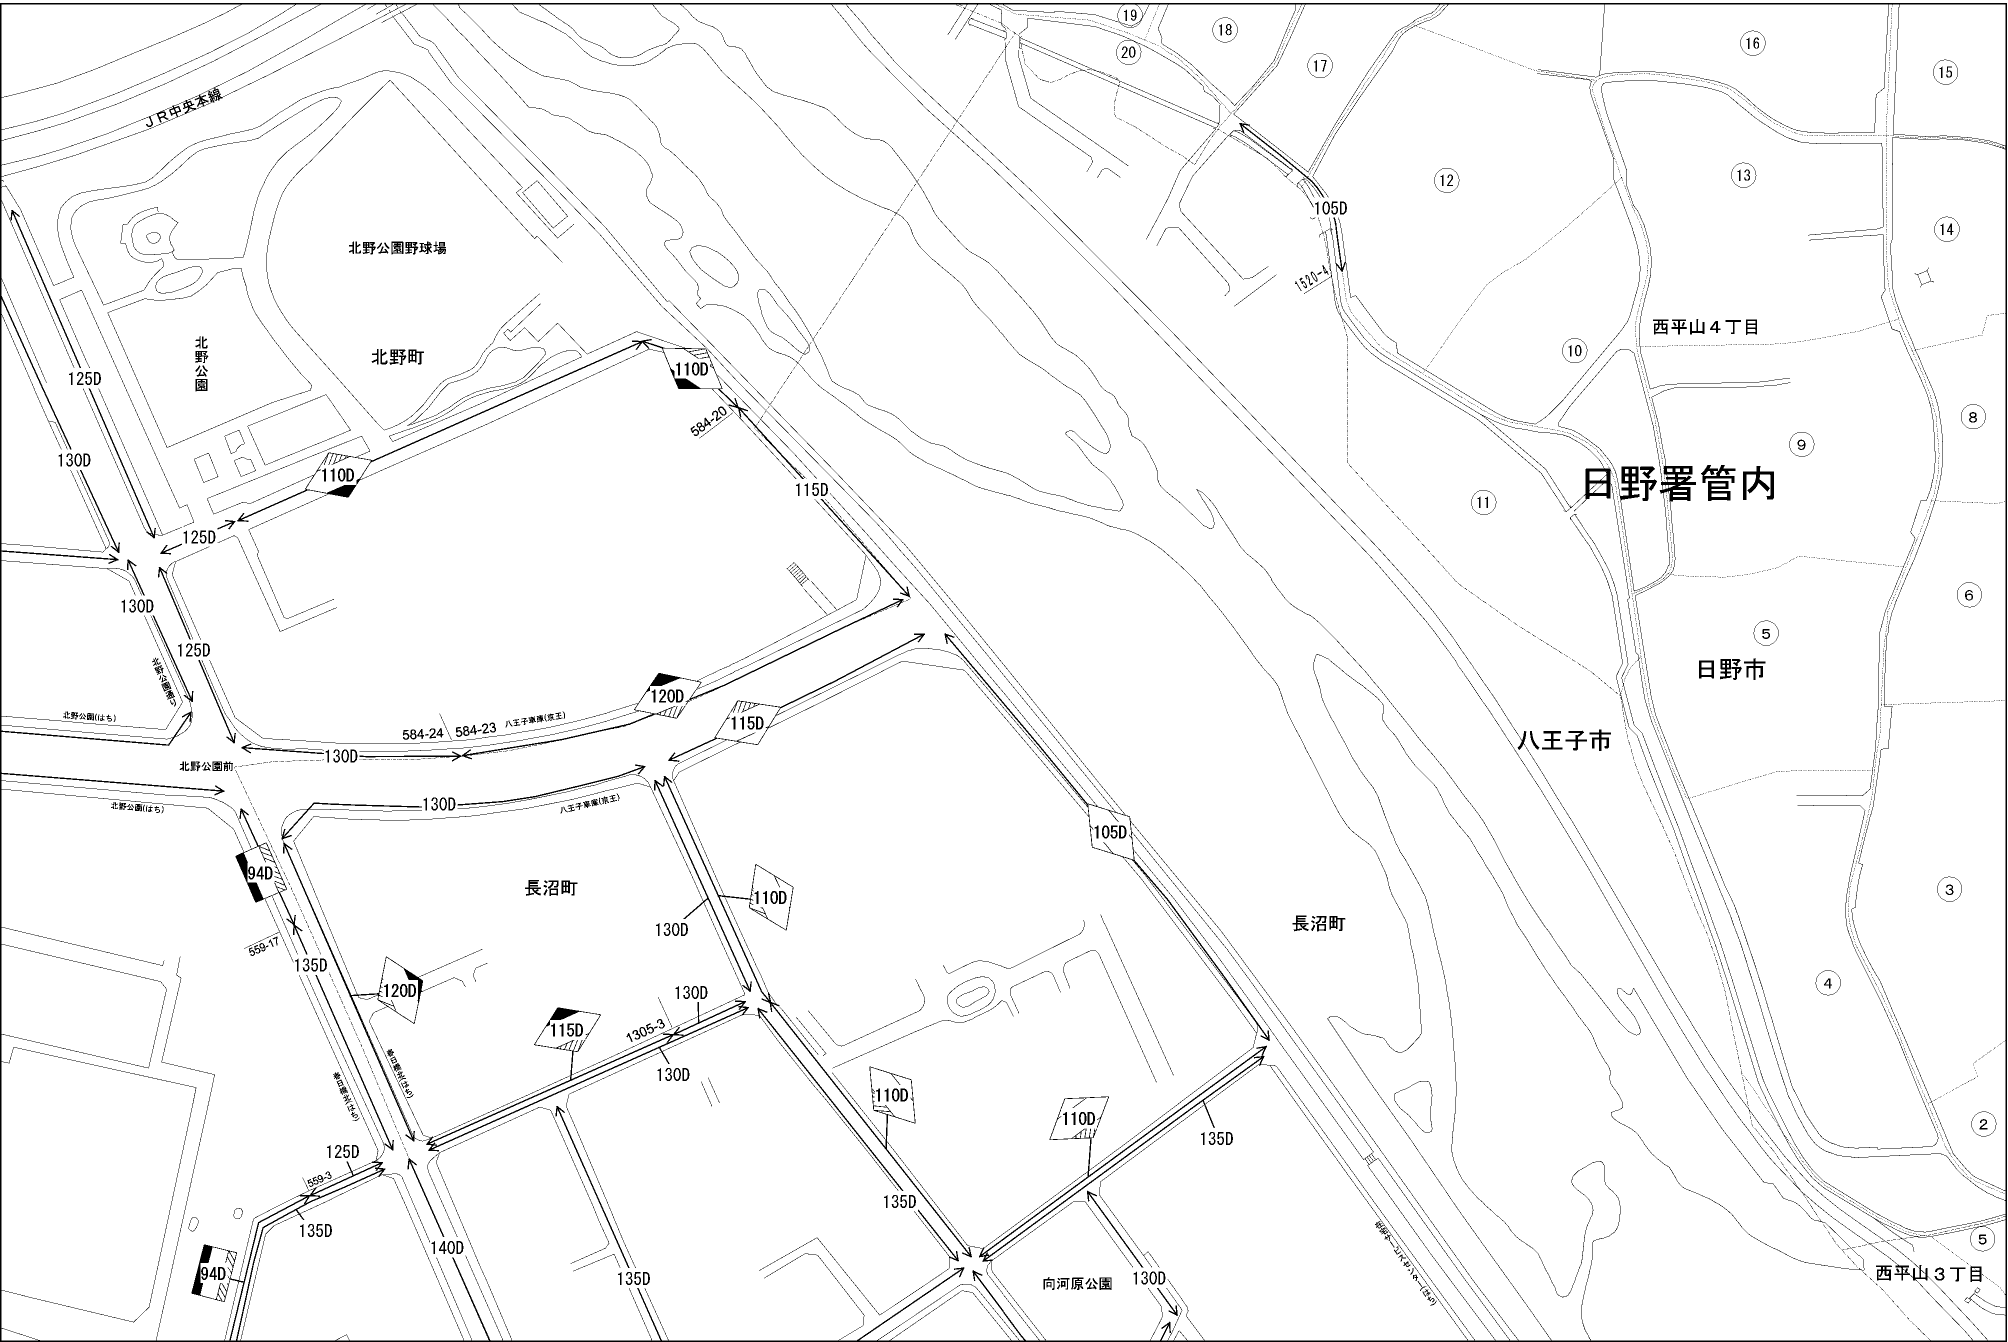 19
18
20
17
16
15
JR中央本線
12
13
14
105D
1520-4
北野公園野球場
北野公園
北野町
110D
西平山4丁目
10
125D
584-20
8
9
130D
110D
115D
日野署管内
11
125D
6
130D
125D
5
日野市
北野公園通り
120D
北野公園(はち)
584-24
584-23
八王子車庫(京王)
115D
八王子市
130D
北野公園前
130D
八王子車庫(京王)
北野公園(はち)
105D
94D
長沼町
110D
3
130D
長沼町
559-17
135D
120D
130D
4
115D
1305-3
130D
110D
110D
2
135D
125D
559-3
135D
135D
140D
5
94D
135D
向河原公園
130D
西平山3丁目